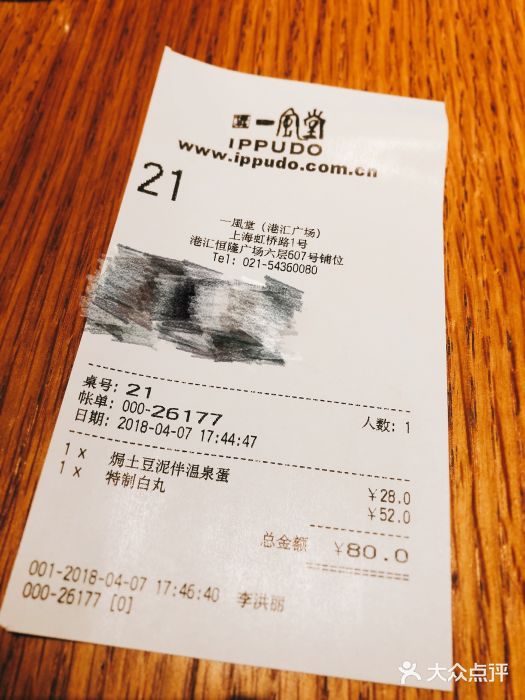 一風堂
IPPUDO
www.ippudo.com.cn
21
一風堂（港汇广场）
上海虹桥路1号
港汇恒隆广场六层607号铺位
Tel: 021-54360080
桌号: 21 人数: 1
帐单: 000-26177
日期: 2018-04-07 17:44:47
1 x 焗土豆泥伴温泉蛋 ￥28.0
1 x 特制白丸 ￥52.0
总金额 ￥80.0
001-2018-04-07 17:46:40 李洪丽
000-26177 [0]
大众点评